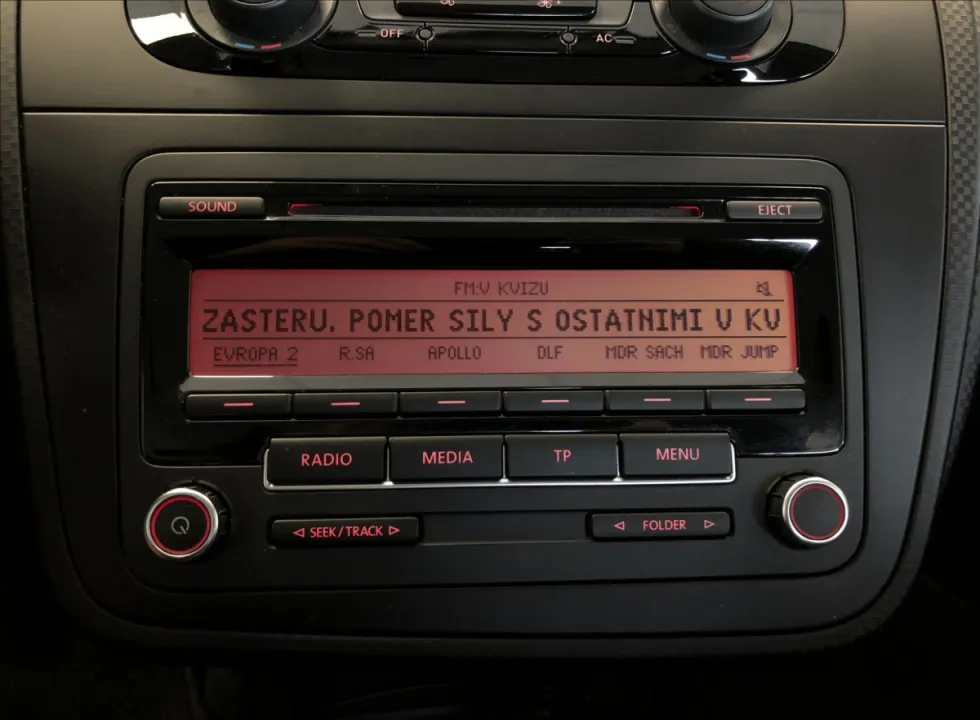 OFF AC
SOUND EJECT
FM:V KVIZU
ZASTERU. POMER SILY S OSTATNIMI V KV
EVROPA 2 R.SA APOLLO DLF MDR SACH MDR JUMP
RADIO MEDIA TP MENU
SEEK/TRACK FOLDER